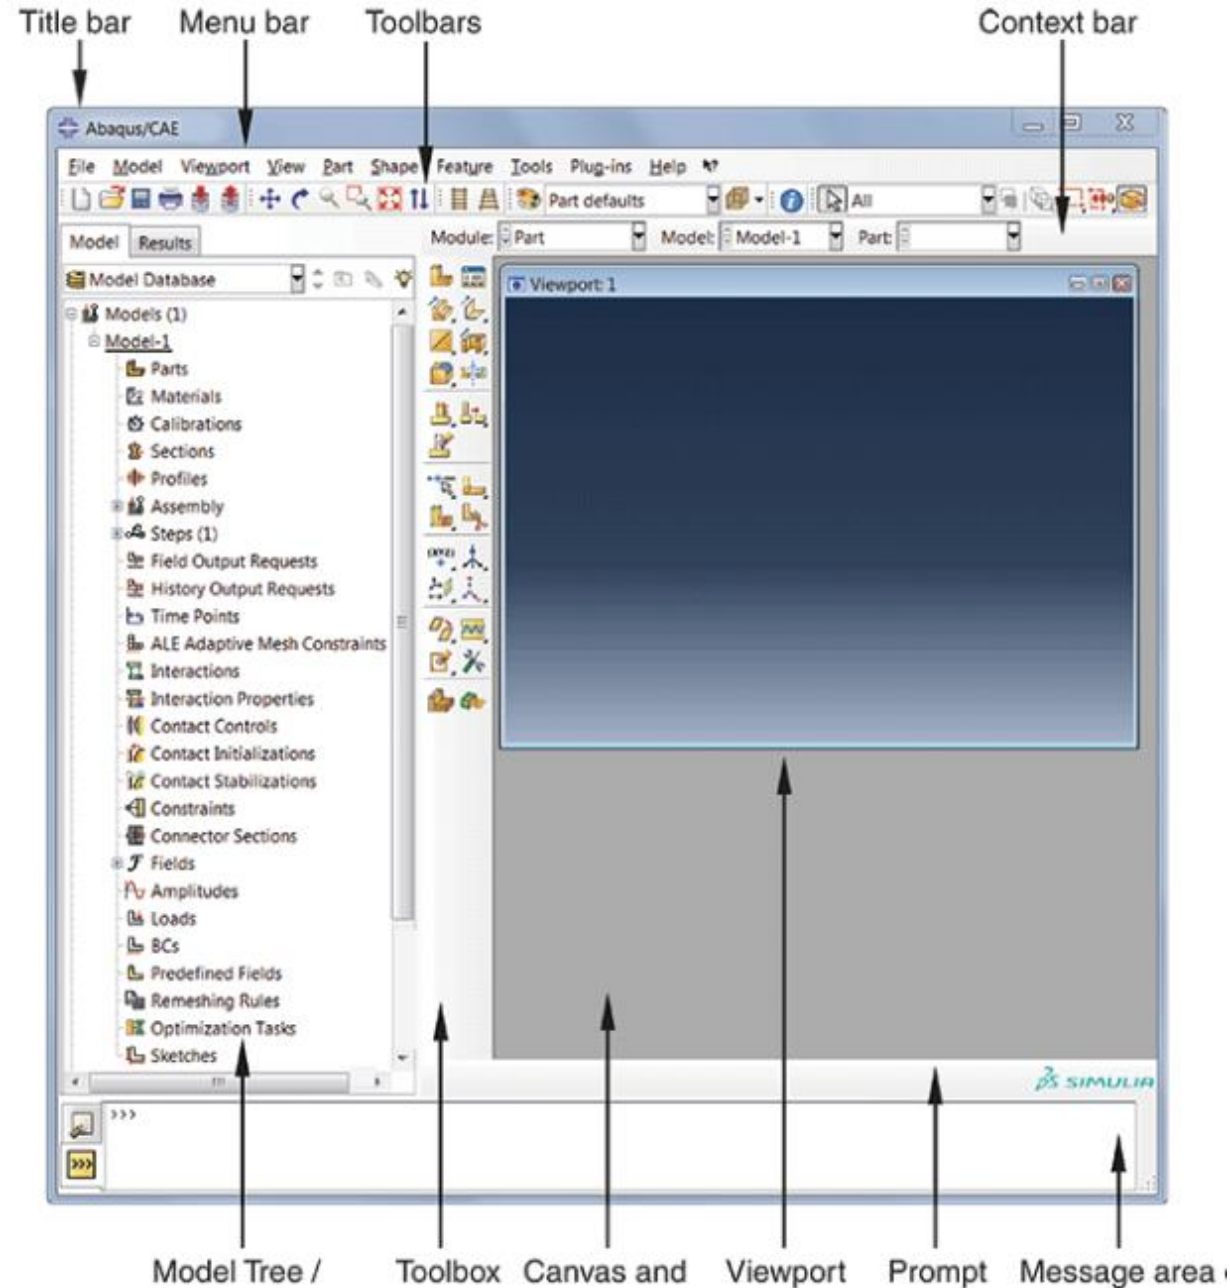 Title bar Menu bar Toolbars Context bar
Abaqus/CAE
File Model Viewport View Part Shape Feature Tools Plug-ins Help
Part defaults All
Model Results
Module: Part Model: Model-1 Part:
Model Database
Viewport: 1
Models (1)
Model-1
Parts
Materials
Calibrations
Sections
Profiles
Assembly
Steps (1)
Field Output Requests
History Output Requests
Time Points
ALE Adaptive Mesh Constraints
Interactions
Interaction Properties
Contact Controls
Contact Initializations
Contact Stabilizations
Constraints
Connector Sections
Fields
Amplitudes
Loads
BCs
Predefined Fields
Remeshing Rules
Optimization Tasks
Sketches
SIMULIA
>>>
>>>
Model Tree / Toolbox Canvas and Viewport Prompt Message area